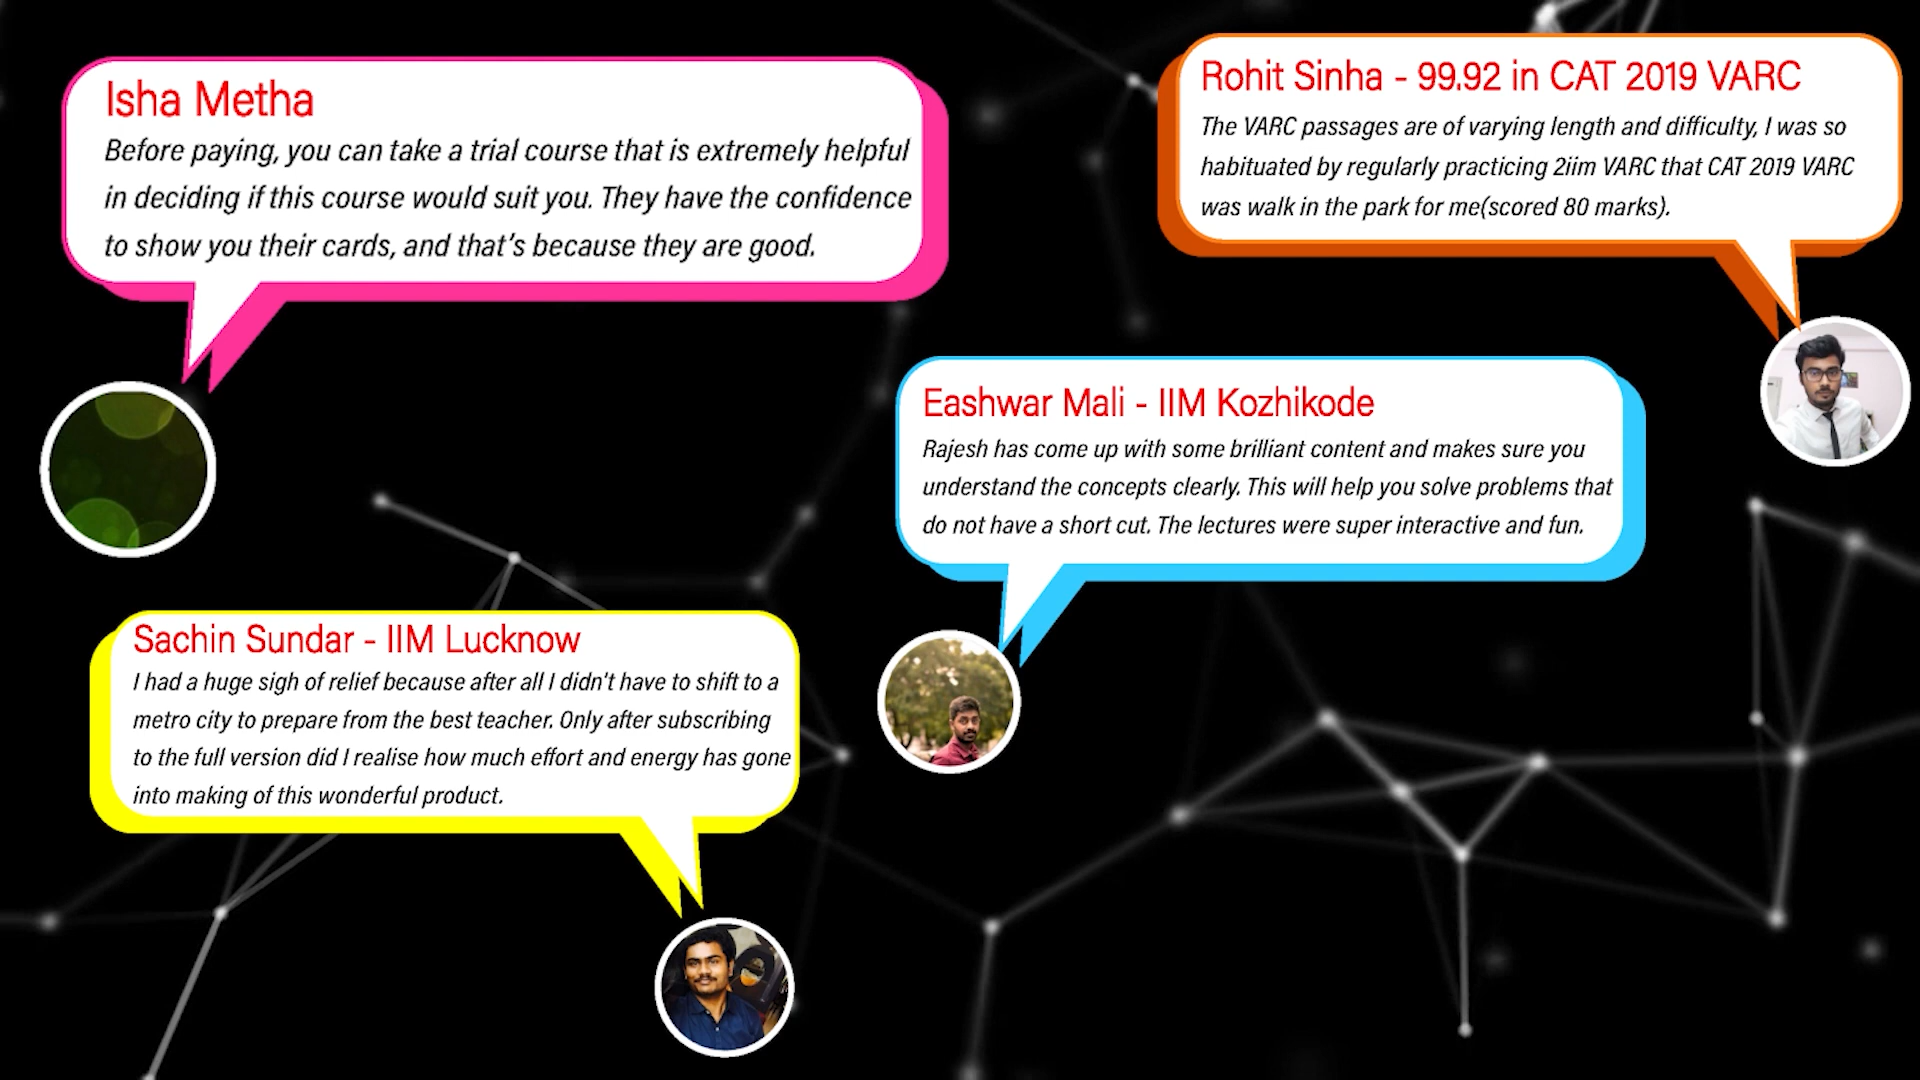 Isha Metha
Before paying, you can take a trial course that is extremely helpful
in deciding if this course would suit you. They have the confidence
to show you their cards, and that's because they are good.
Rohit Sinha - 99.92 in CAT 2019 VARC
The VARC passages are of varying length and difficulty, I was so
habituated by regularly practicing 2iim VARC that CAT 2019 VARC
was walk in the park for me(scored 80 marks).
Eashwar Mali - IIM Kozhikode
Rajesh has come up with some brilliant content and makes sure you
understand the concepts clearly. This will help you solve problems that
do not have a short cut. The lectures were super interactive and fun.
Sachin Sundar - IIM Lucknow
I had a huge sigh of relief because after all I didn't have to shift to a
metro city to prepare from the best teacher. Only after subscribing
to the full version did I realise how much effort and energy has gone
into making of this wonderful product.